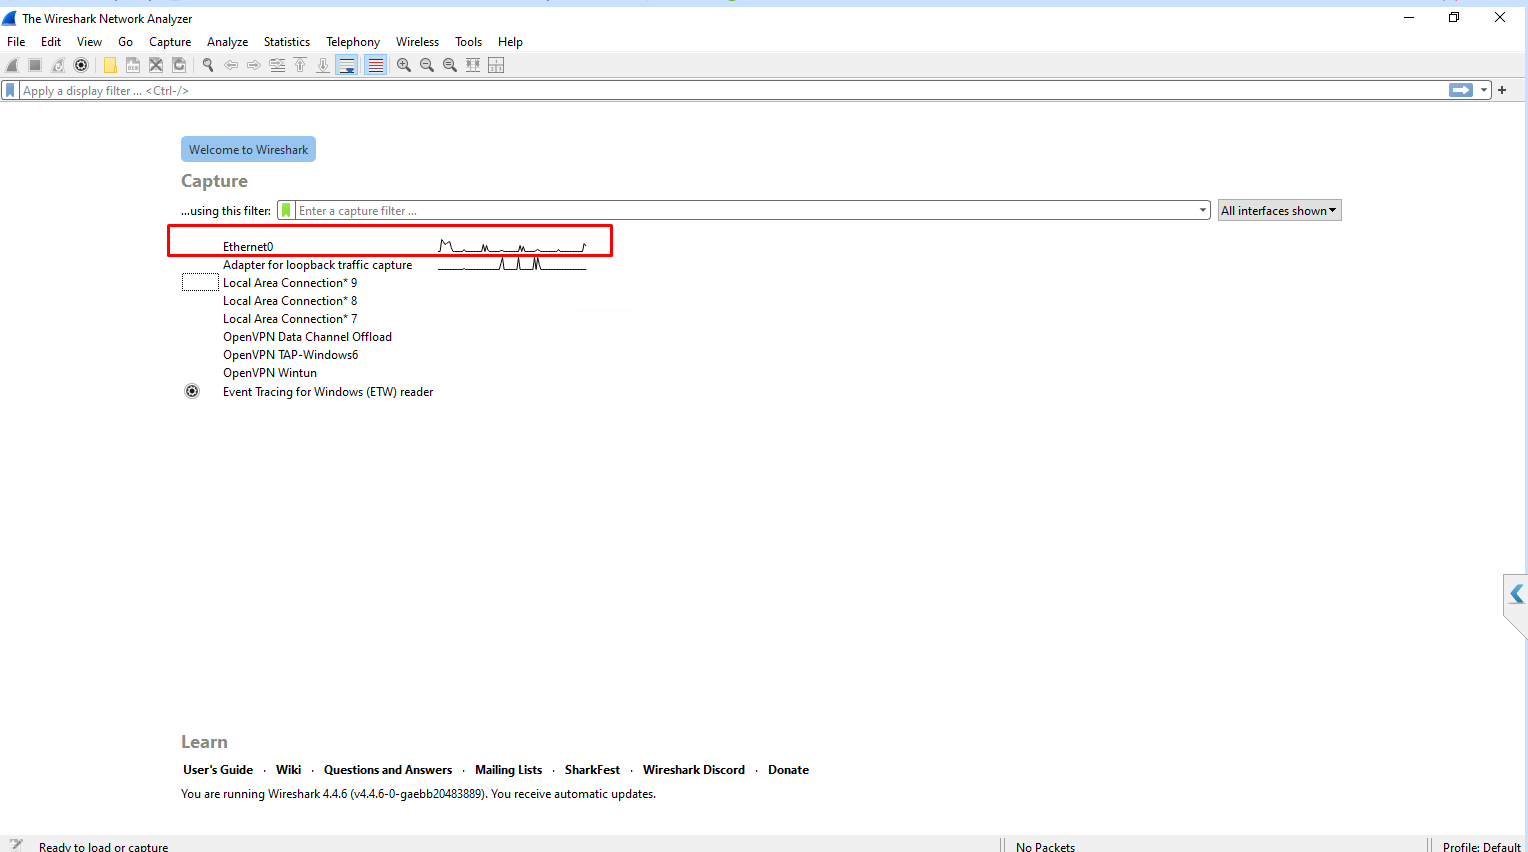 The Wireshark Network Analyzer
File Edit View Go Capture Analyze Statistics Telephony Wireless Tools Help
Apply a display filter ... <Ctrl-/>
Welcome to Wireshark
Capture
...using this filter: Enter a capture filter ... All interfaces shown
Ethernet0
Adapter for loopback traffic capture
Local Area Connection* 9
Local Area Connection* 8
Local Area Connection* 7
OpenVPN Data Channel Offload
OpenVPN TAP-Windows6
OpenVPN Wintun
Event Tracing for Windows (ETW) reader
Learn
User's Guide · Wiki · Questions and Answers · Mailing Lists · SharkFest · Wireshark Discord · Donate
You are running Wireshark 4.4.6 (v4.4.6-0-gaebb20483889). You receive automatic updates.
Ready to load or capture No Packets Profile: Default